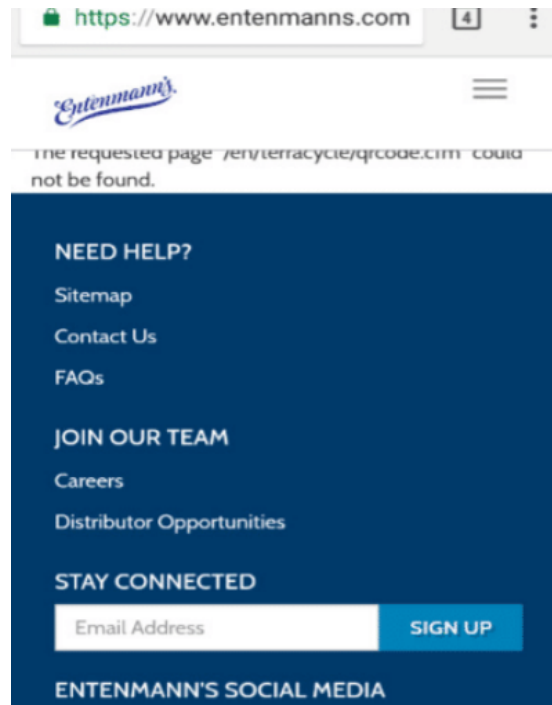 https://www.entenmanns.com
4
Entenmann's.
The requested page "/en/terracycle/qrcode.cfm" could
not be found.
NEED HELP?
Sitemap
Contact Us
FAQs
JOIN OUR TEAM
Careers
Distributor Opportunities
STAY CONNECTED
Email Address
SIGN UP
ENTENMANN'S SOCIAL MEDIA